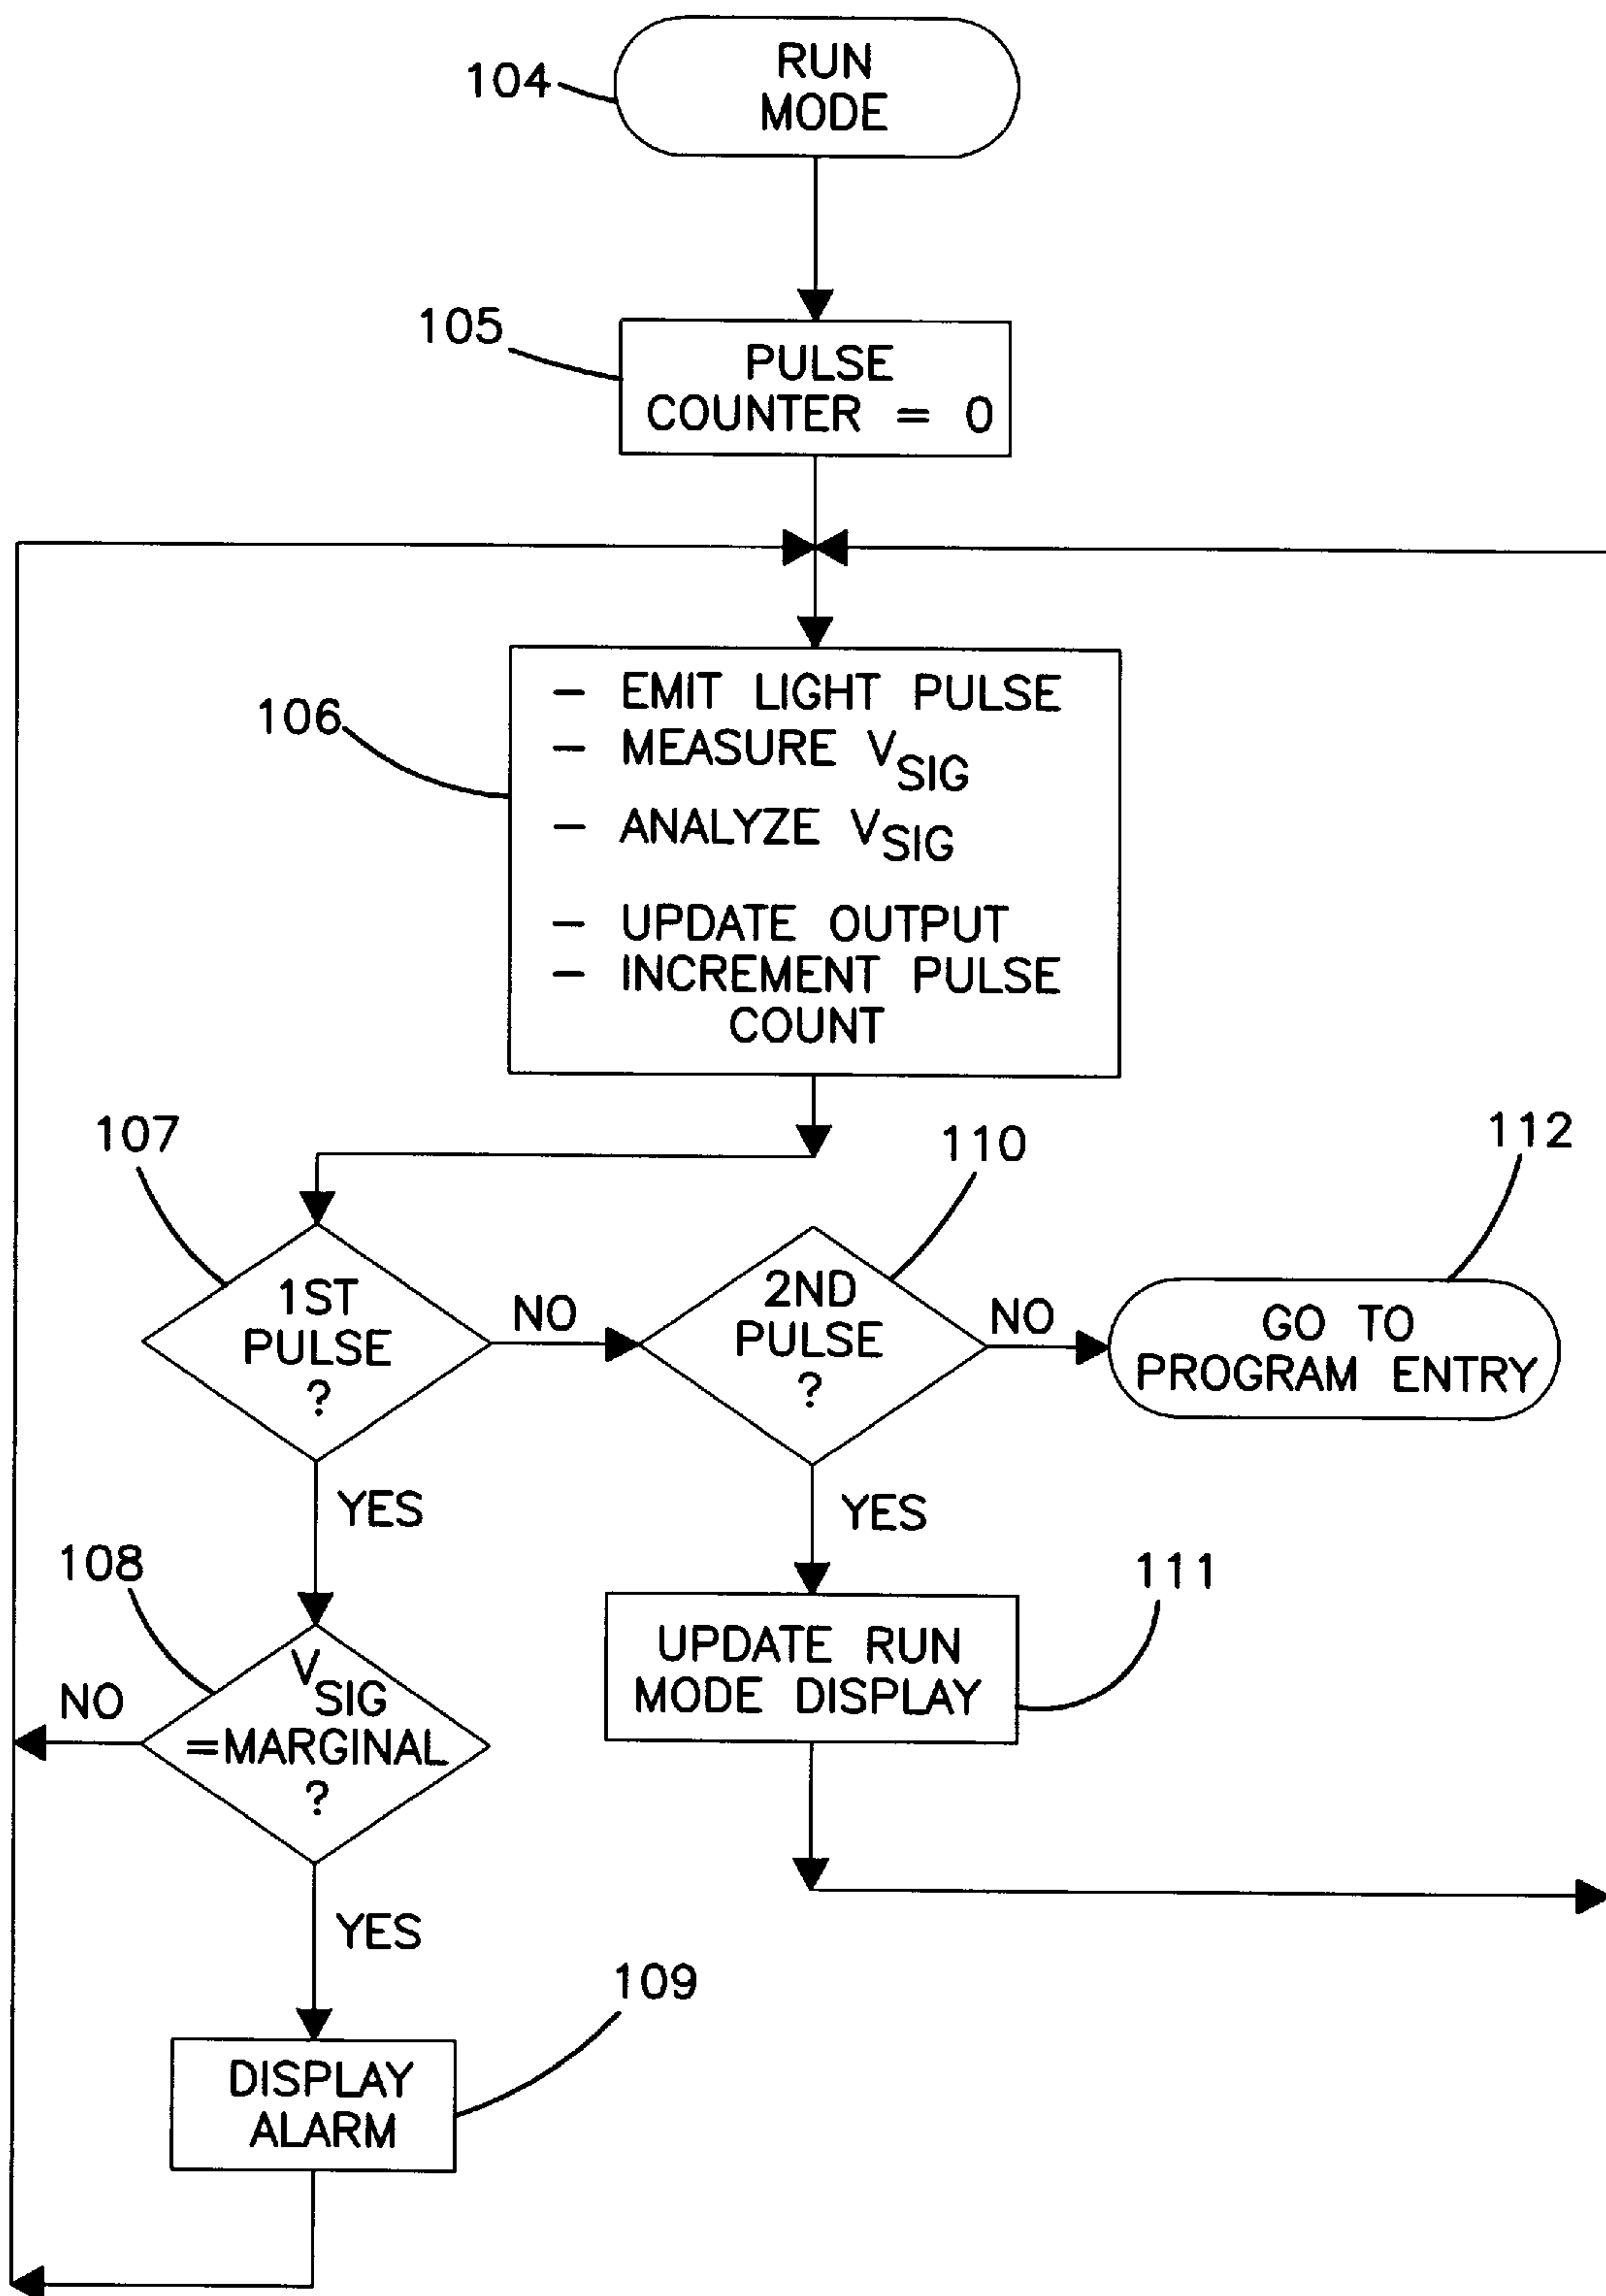 104
RUN
MODE
105
PULSE
COUNTER = 0
106
- EMIT LIGHT PULSE
- MEASURE VSIG
- ANALYZE VSIG
- UPDATE OUTPUT
- INCREMENT PULSE
COUNT
107
110
112
1ST
PULSE
?
NO
2ND
PULSE
?
NO
GO TO
PROGRAM ENTRY
YES
YES
108
111
VSIG
=MARGINAL
?
NO
UPDATE RUN
MODE DISPLAY
YES
109
DISPLAY
ALARM